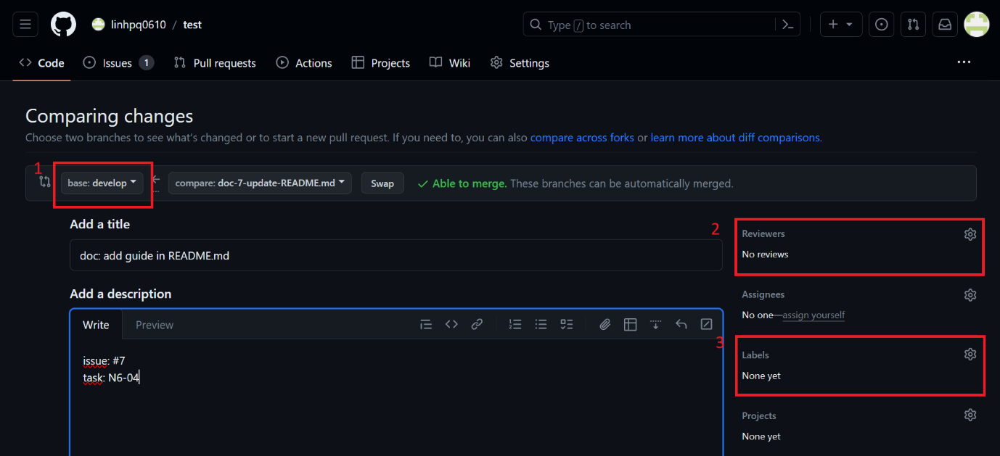 linhpq0610 / test
Type / to search
Code Issues 1 Pull requests Actions Projects Wiki Settings
Comparing changes
Choose two branches to see what's changed or to start a new pull request. If you need to, you can also compare across forks or learn more about diff comparisons.
1
base: develop compare: doc-7-update-README.md Swap Able to merge. These branches can be automatically merged.
Add a title
2
Reviewers
doc: add guide in README.md
No reviews
Add a description
Assignees
No one—assign yourself
Write Preview
3
Labels
issue: #7
None yet
task: N6-04
Projects
None yet